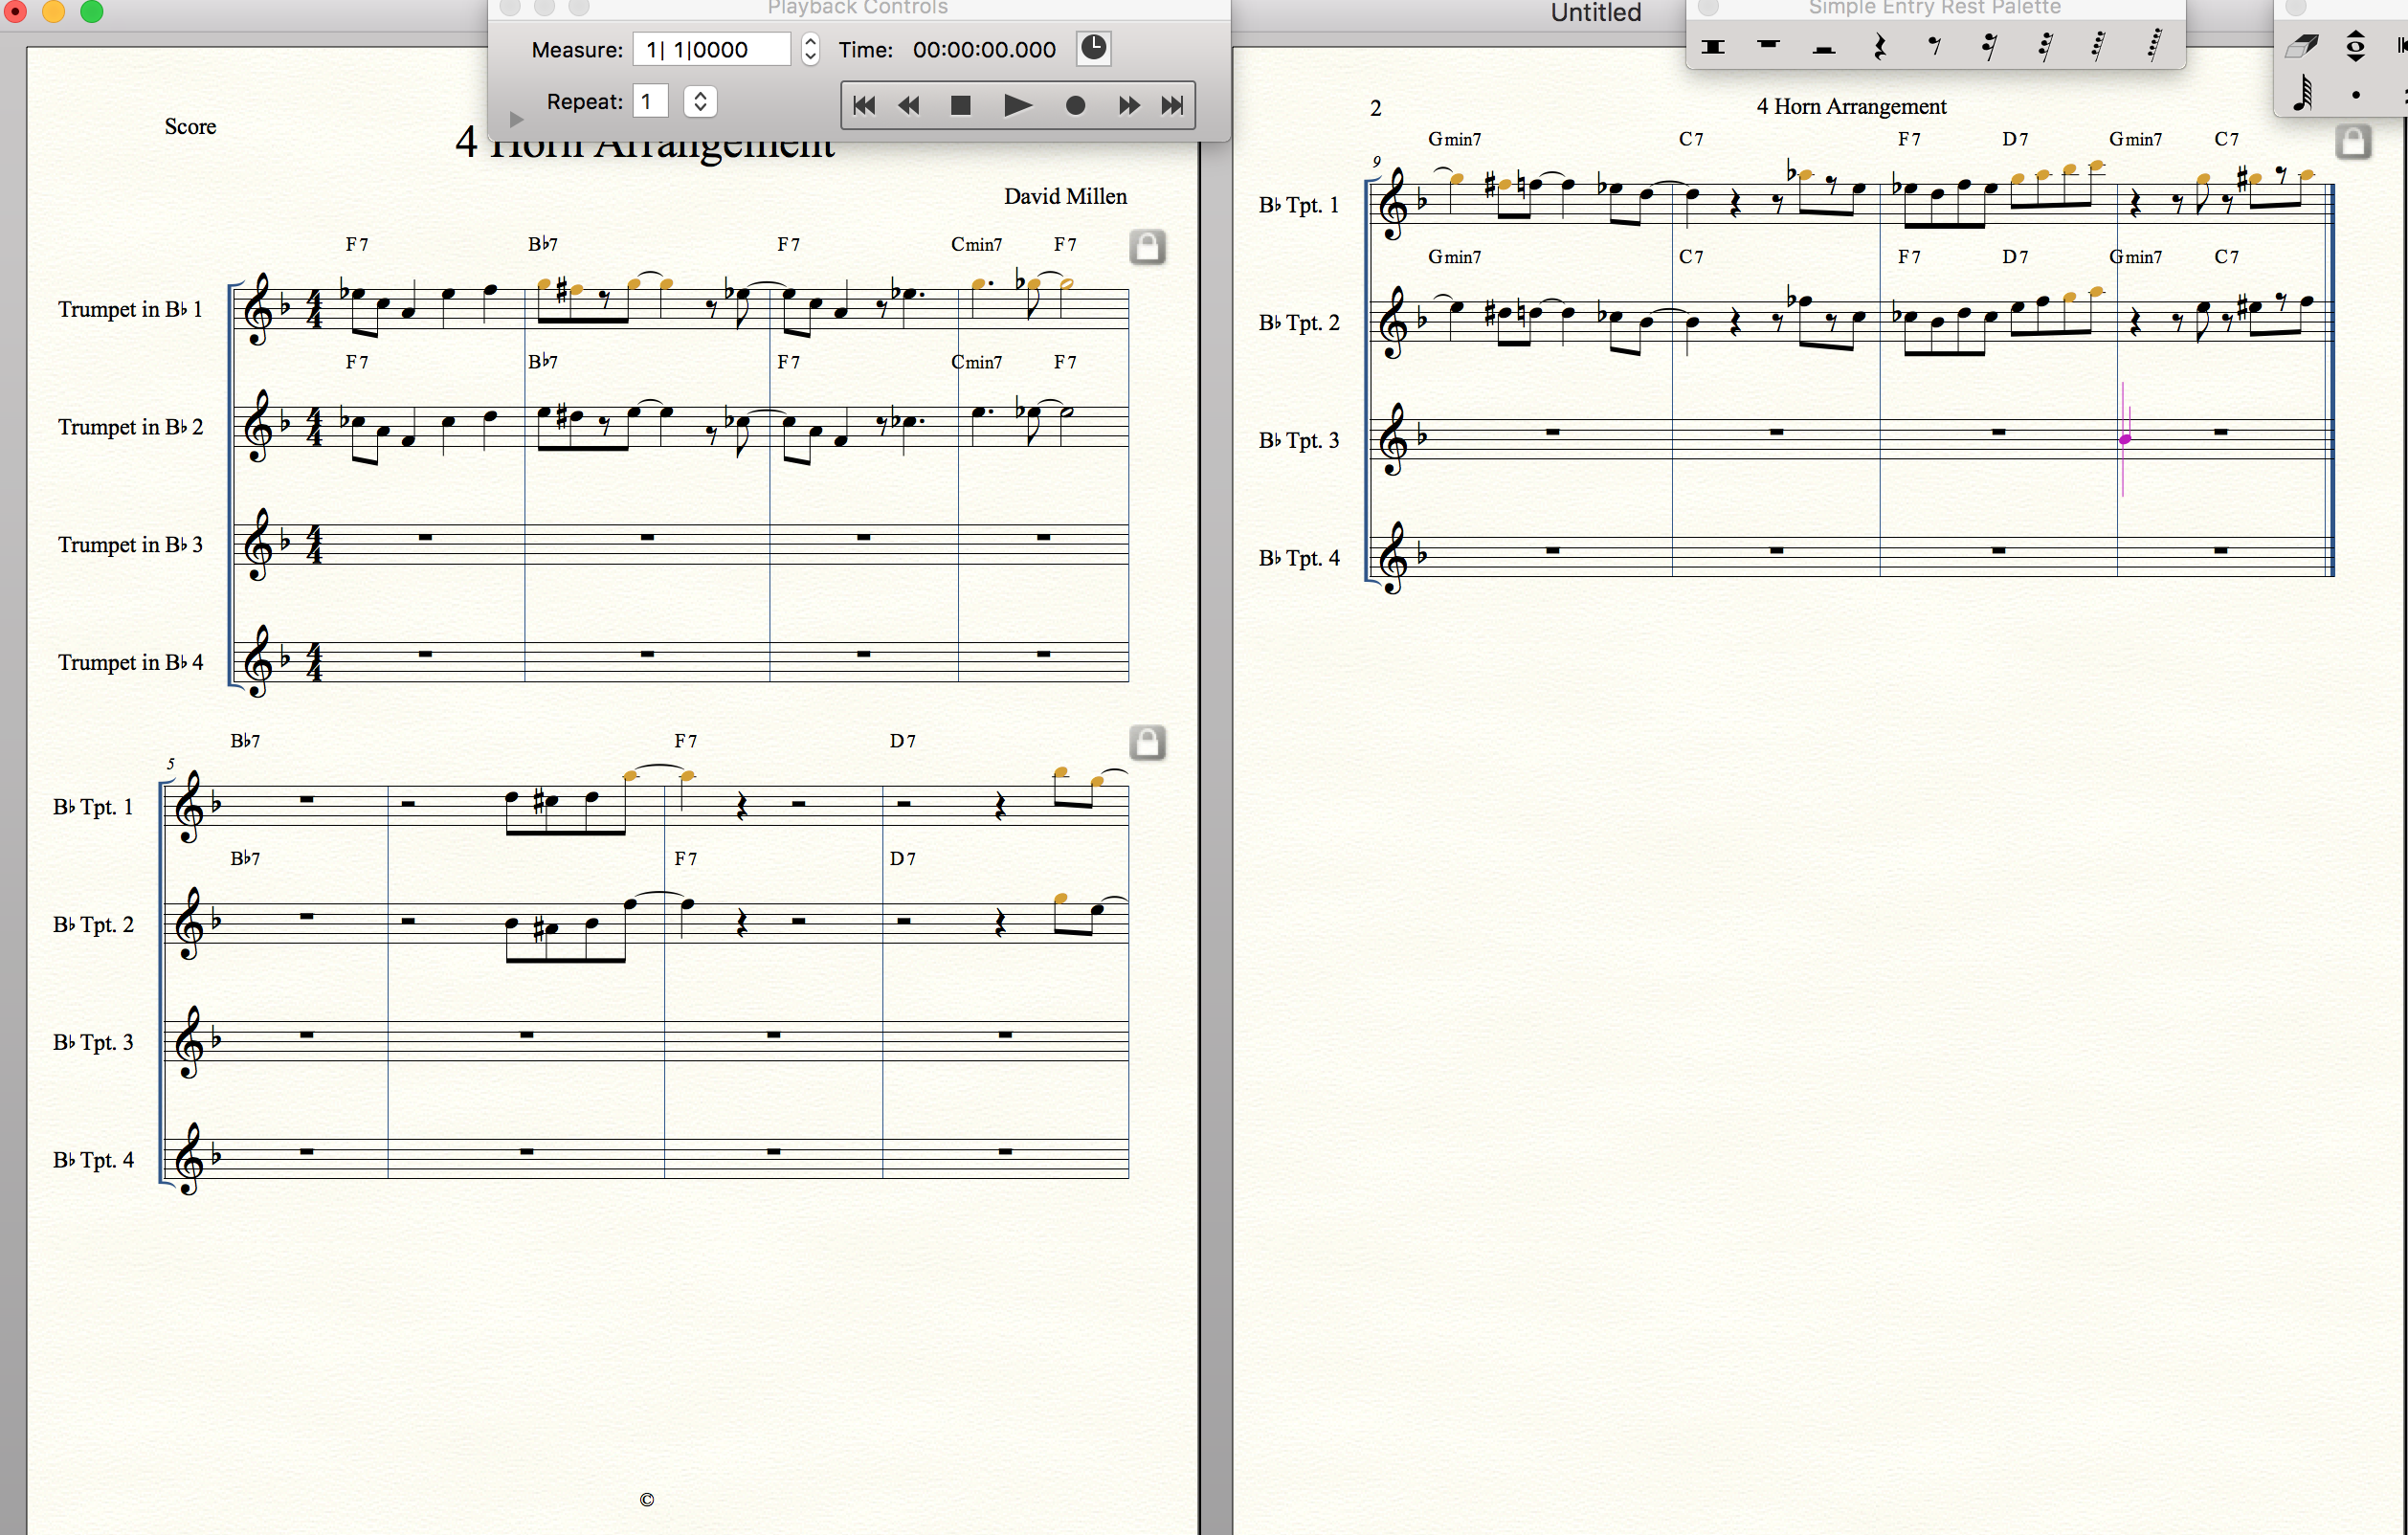 Playback Controls
Measure: 1| 1|0000 Time: 00:00:00.000
Repeat: 1
Untitled
Simple Entry Rest Palette
Score
4 Horn Arrangement
David Millen
F7 B♭7 F7 Cmin7 F7
Trumpet in B♭ 1
F7 B♭7 F7 Cmin7 F7
Trumpet in B♭ 2
Trumpet in B♭ 3
Trumpet in B♭ 4
B♭7 F7 D7
5
B♭ Tpt. 1
B♭7 F7 D7
B♭ Tpt. 2
B♭ Tpt. 3
B♭ Tpt. 4
©
2 4 Horn Arrangement
Gmin7 C7 F7 D7 Gmin7 C7
9
B♭ Tpt. 1
Gmin7 C7 F7 D7 Gmin7 C7
B♭ Tpt. 2
B♭ Tpt. 3
B♭ Tpt. 4